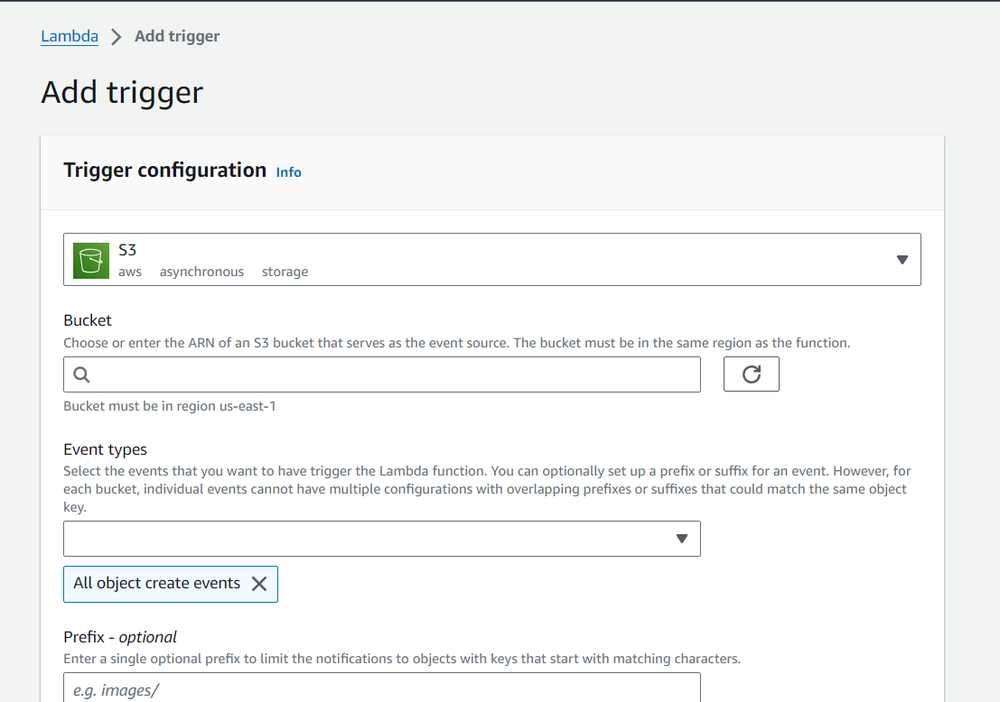 Lambda > Add trigger
Add trigger
Trigger configuration Info
S3
aws asynchronous storage
Bucket
Choose or enter the ARN of an S3 bucket that serves as the event source. The bucket must be in the same region as the function.
Bucket must be in region us-east-1
Event types
Select the events that you want to have trigger the Lambda function. You can optionally set up a prefix or suffix for an event. However, for
each bucket, individual events cannot have multiple configurations with overlapping prefixes or suffixes that could match the same object
key.
All object create events
Prefix - optional
Enter a single optional prefix to limit the notifications to objects with keys that start with matching characters.
e.g. images/